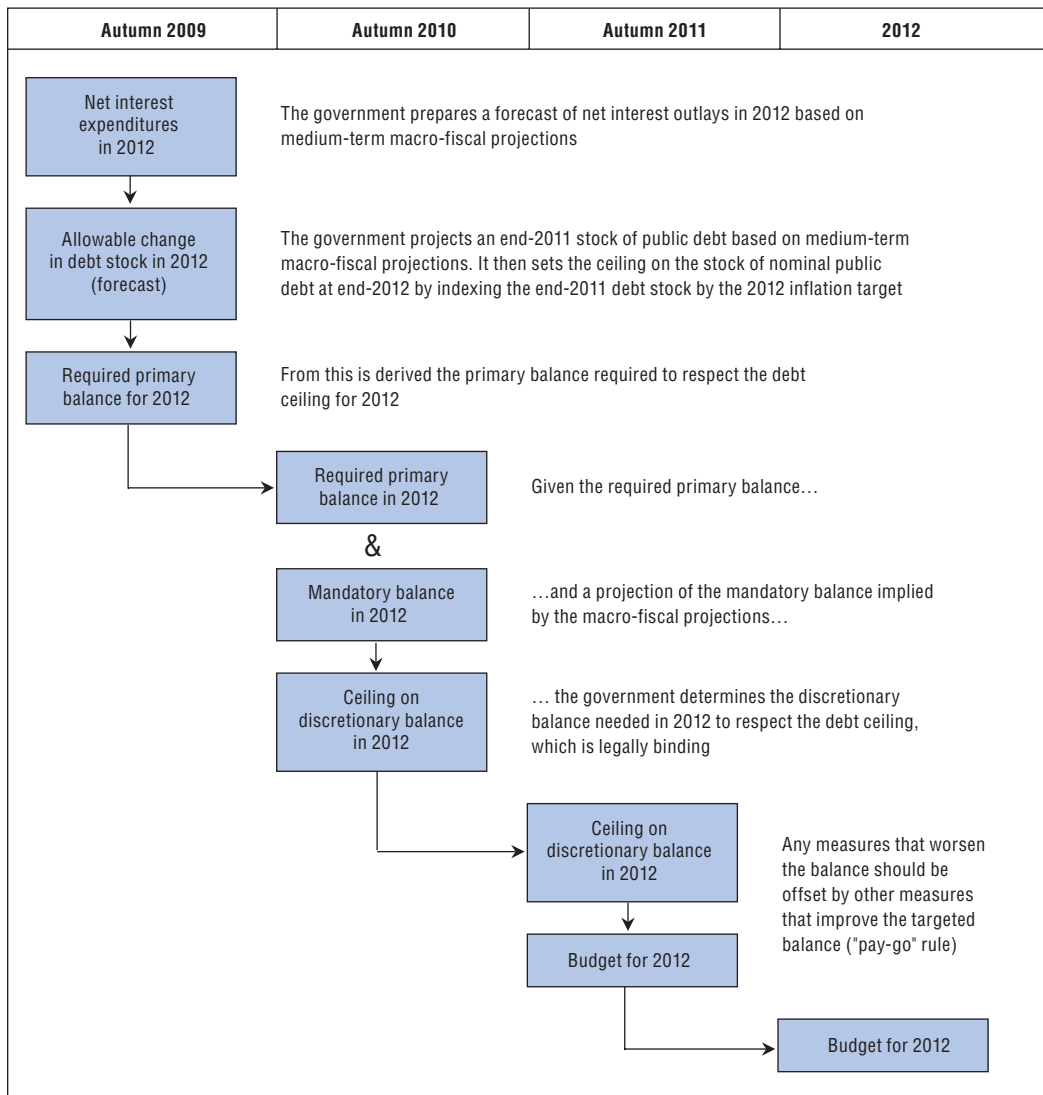 Autumn 2009
Autumn 2010
Autumn 2011
2012
Net interest
expenditures
in 2012
The government prepares a forecast of net interest outlays in 2012 based on
medium-term macro-fiscal projections
Allowable change
in debt stock in 2012
(forecast)
The government projects an end-2011 stock of public debt based on medium-term
macro-fiscal projections. It then sets the ceiling on the stock of nominal public
debt at end-2012 by indexing the end-2011 debt stock by the 2012 inflation target
Required primary
balance for 2012
From this is derived the primary balance required to respect the debt
ceiling for 2012
Required primary
balance in 2012
Given the required primary balance…
&
Mandatory balance
in 2012
…and a projection of the mandatory balance implied
by the macro-fiscal projections…
Ceiling on
discretionary balance
in 2012
… the government determines the discretionary
balance needed in 2012 to respect the debt ceiling,
which is legally binding
Ceiling on
discretionary balance
in 2012
Any measures that worsen
the balance should be
offset by other measures
that improve the targeted
balance ("pay-go" rule)
Budget for 2012
Budget for 2012